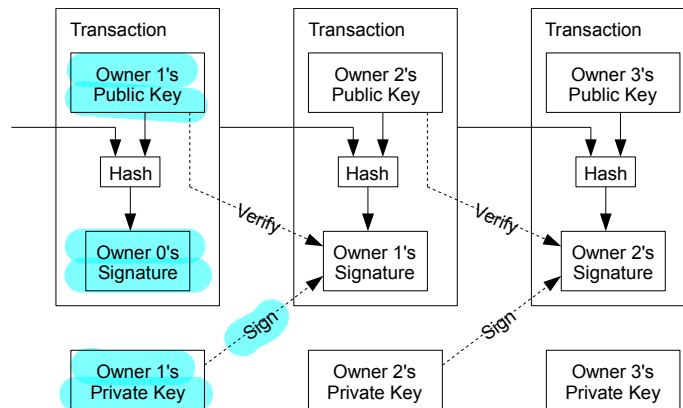 Transaction
Transaction
Transaction
Owner 1's
Public Key
Owner 2's
Public Key
Owner 3's
Public Key
Hash
Hash
Hash
Verify
Verify
Owner 0's
Signature
Owner 1's
Signature
Owner 2's
Signature
Sign
Sign
Owner 1's
Private Key
Owner 2's
Private Key
Owner 3's
Private Key